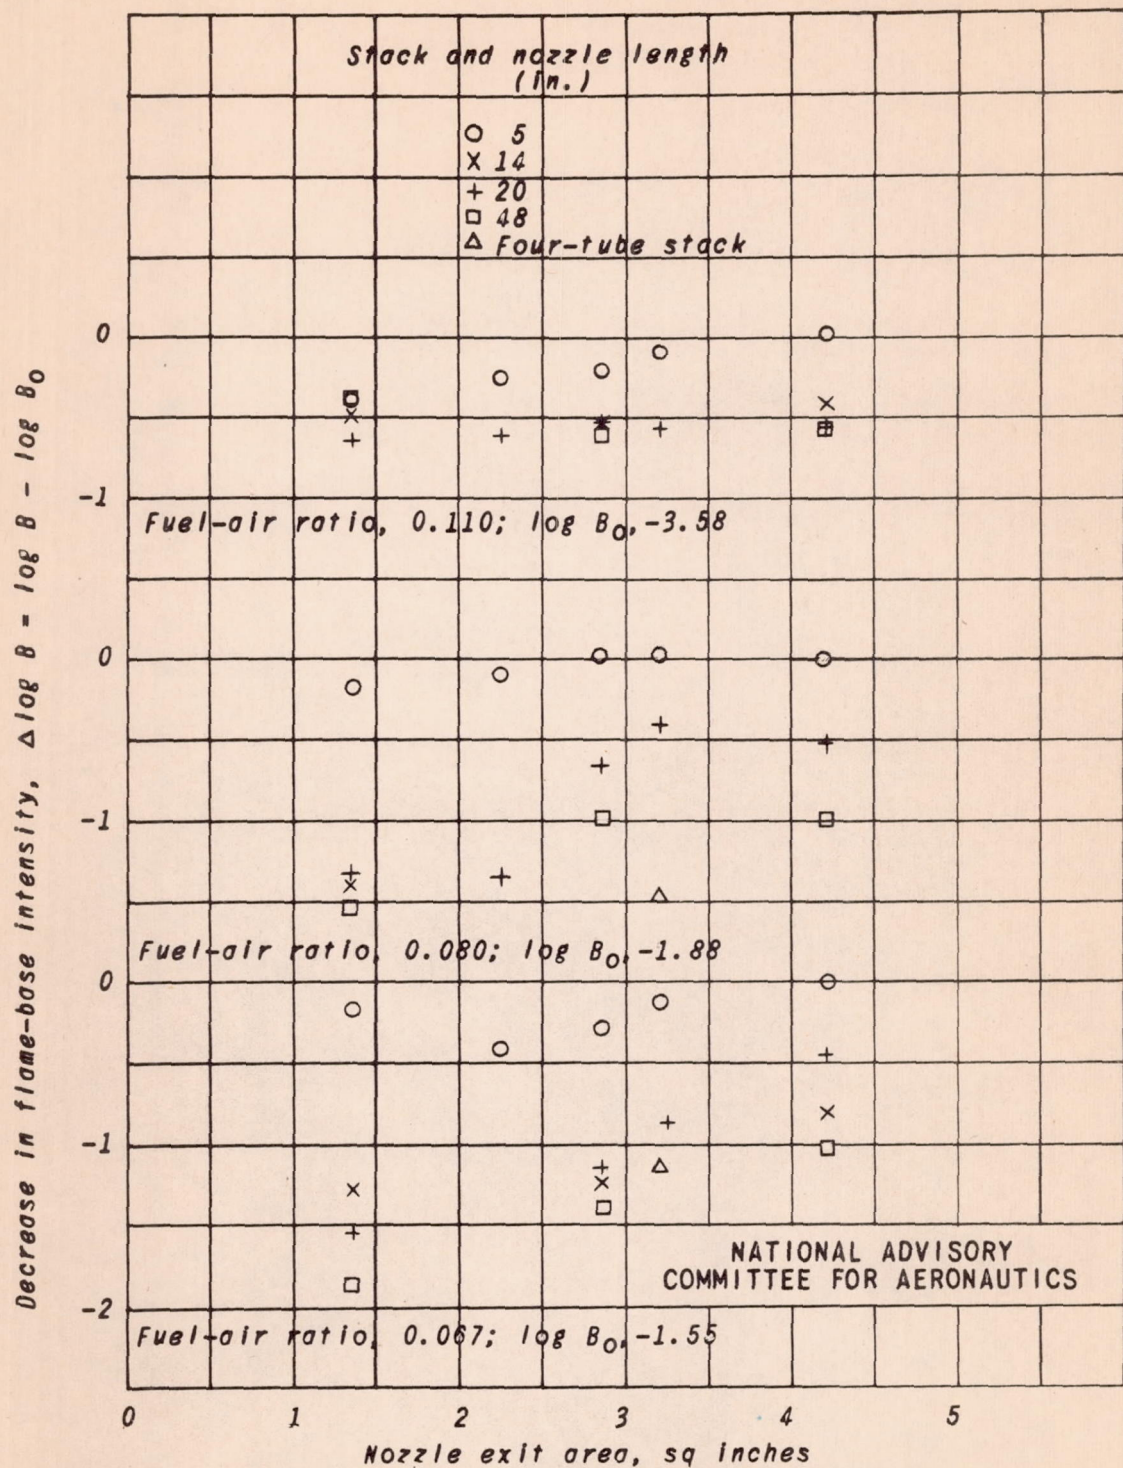 Stack and nozzle length
(in.)
○ 5
× 14
+ 20
□ 48
△ Four-tube stack
0
-1
Fuel-air ratio, 0.110; log B₀, -3.58
0
-1
Fuel-air ratio, 0.080; log B₀, -1.88
0
-1
-2
Fuel-air ratio, 0.067; log B₀, -1.55
NATIONAL ADVISORY
COMMITTEE FOR AERONAUTICS
0 1 2 3 4 5
Nozzle exit area, sq inches
Decrease in flame-base intensity, △log B = log B - log B₀